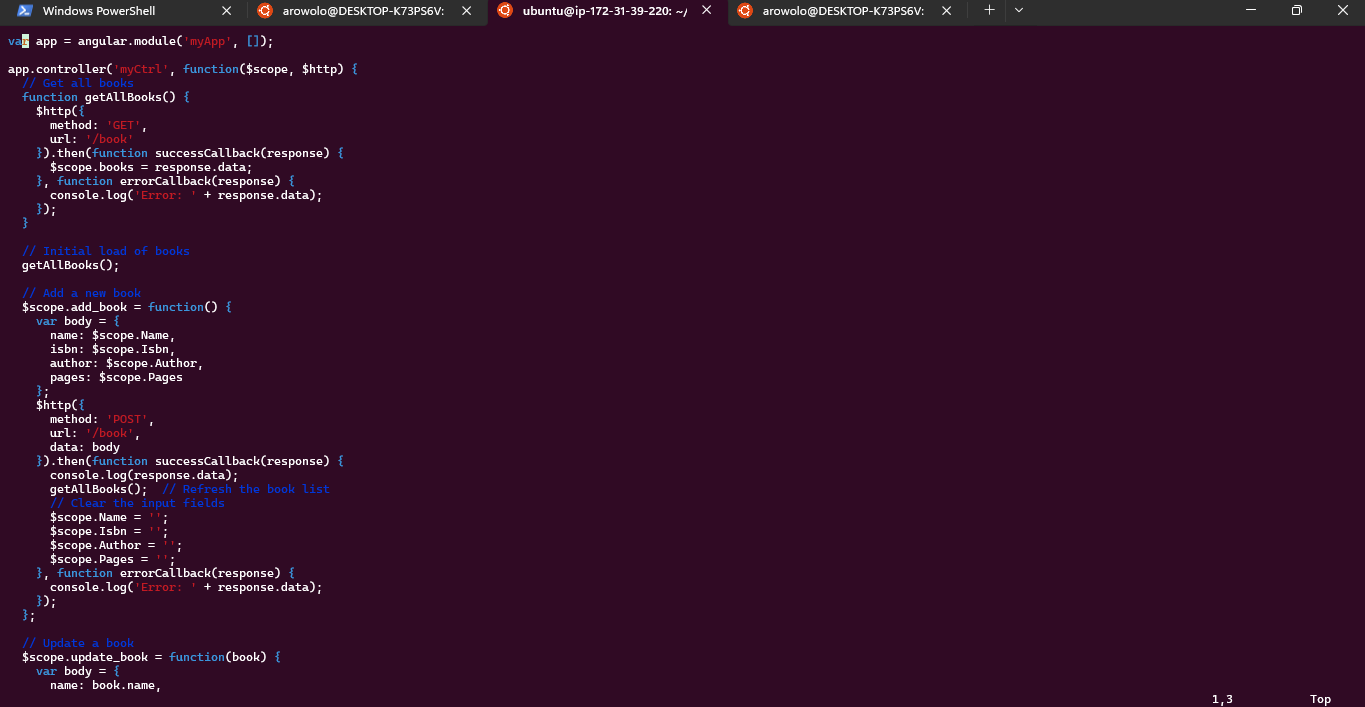 Windows PowerShell
arowolo@DESKTOP-K73PS6V:
ubuntu@ip-172-31-39-220: ~/
arowolo@DESKTOP-K73PS6V:
var app = angular.module('myApp', []);
app.controller('myCtrl', function($scope, $http) {
  // Get all books
  function getAllBooks() {
    $http({
      method: 'GET',
      url: '/book'
    }).then(function successCallback(response) {
      $scope.books = response.data;
    }, function errorCallback(response) {
      console.log('Error: ' + response.data);
    });
  }
  // Initial load of books
  getAllBooks();
  // Add a new book
  $scope.add_book = function() {
    var body = {
      name: $scope.Name,
      isbn: $scope.Isbn,
      author: $scope.Author,
      pages: $scope.Pages
    };
    $http({
      method: 'POST',
      url: '/book',
      data: body
    }).then(function successCallback(response) {
      console.log(response.data);
      getAllBooks();  // Refresh the book list
      // Clear the input fields
      $scope.Name = '';
      $scope.Isbn = '';
      $scope.Author = '';
      $scope.Pages = '';
    }, function errorCallback(response) {
      console.log('Error: ' + response.data);
    });
  };
  // Update a book
  $scope.update_book = function(book) {
    var body = {
      name: book.name,
1,3 Top